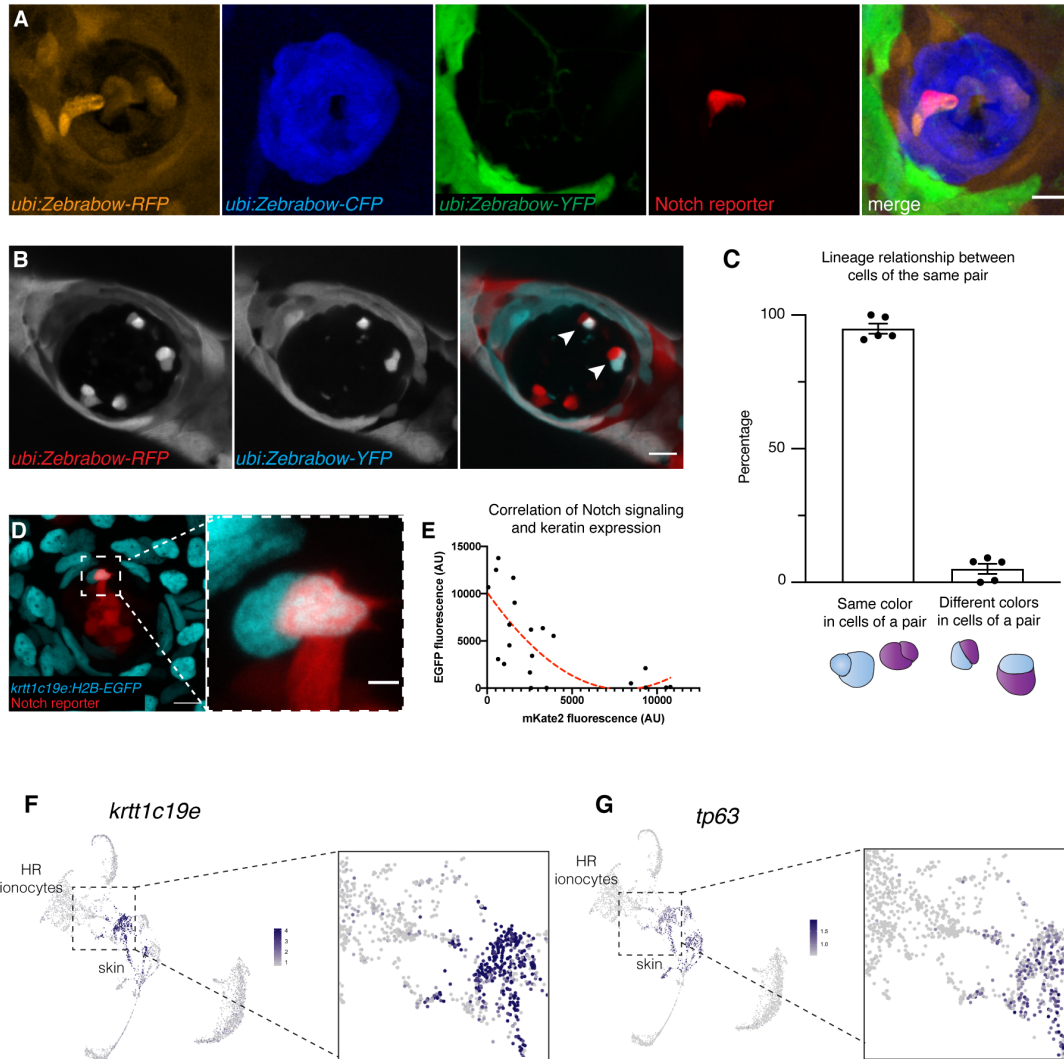 A
ubi:Zebrabow-RFP
ubi:Zebrabow-CFP
ubi:Zebrabow-YFP
Notch reporter
merge
B
ubi:Zebrabow-RFP
ubi:Zebrabow-YFP
C
Lineage relationship between
cells of the same pair
Percentage
100
50
0
Same color
in cells of a pair
Different colors
in cells of a pair
D
krtt1c19e:H2B-EGFP
Notch reporter
E
Correlation of Notch signaling
and keratin expression
EGFP fluorescence (AU)
15000
10000
5000
0
0
5000
10000
mKate2 fluorescence (AU)
F
krtt1c19e
HR
ionocytes
skin
4
3
2
1
G
tp63
HR
ionocytes
skin
1.5
1.0